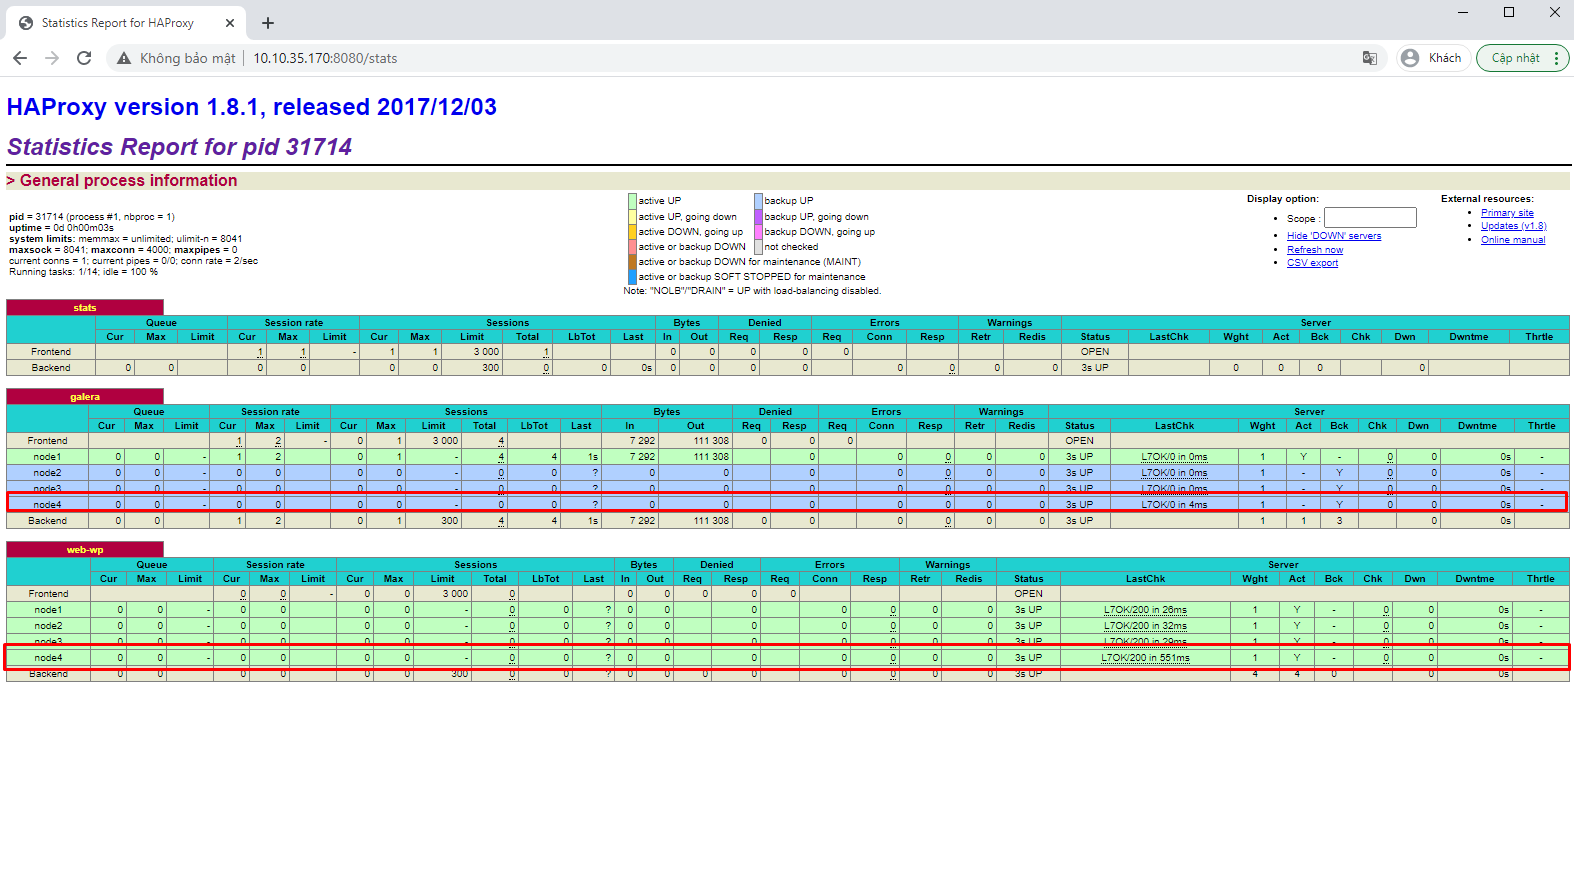 Statistics Report for HAProxy
Không bảo mật 10.10.35.170:8080/stats Khách Cập nhật
HAProxy version 1.8.1, released 2017/12/03
Statistics Report for pid 31714
> General process information
pid = 31714 (process #1, nbproc = 1)
uptime = 0d 0h00m03s
system limits: memmax = unlimited; ulimit-n = 8041
maxsock = 8041; maxconn = 4000; maxpipes = 0
current conns = 1; current pipes = 0/0; conn rate = 2/sec
Running tasks: 1/14; idle = 100 %
active UP backup UP
active UP, going down backup UP, going down
active DOWN, going up backup DOWN, going up
active or backup DOWN not checked
active or backup DOWN for maintenance (MAINT)
active or backup SOFT STOPPED for maintenance
Note: "NOLB"/"DRAIN" = UP with load-balancing disabled.
Display option:
Scope :
Hide 'DOWN' servers
Refresh now
CSV export
External resources:
Primary site
Updates (v1.8)
Online manual
stats
Queue Session rate Sessions Bytes Denied Errors Warnings Server
Cur Max Limit Cur Max Limit Cur Max Limit Total LbTot Last In Out Req Resp Req Conn Resp Retr Redis Status LastChk Wght Act Bck Chk Dwn Dwntme Thrtle
Frontend 1 1 - 1 1 3 000 1 0 0 0 0 0 OPEN
Backend 0 0 0 0 0 0 300 0 0 0s 0 0 0 0 0 0 0 0 3s UP 0 0 0 0
galera
Queue Session rate Sessions Bytes Denied Errors Warnings Server
Cur Max Limit Cur Max Limit Cur Max Limit Total LbTot Last In Out Req Resp Req Conn Resp Retr Redis Status LastChk Wght Act Bck Chk Dwn Dwntme Thrtle
Frontend 1 2 - 0 1 3 000 4 7 292 111 308 0 0 0 OPEN
node1 0 0 - 1 2 0 1 - 4 4 1s 7 292 111 308 0 0 0 0 0 3s UP L7OK/0 in 0ms 1 Y - 0 0 0s -
node2 0 0 - 0 0 0 0 - 0 0 ? 0 0 0 0 0 0 0 3s UP L7OK/0 in 0ms 1 - Y 0 0 0s -
node3 0 0 - 0 0 0 0 - 0 0 ? 0 0 0 0 0 0 0 3s UP L7OK/0 in 0ms 1 - Y 0 0 0s -
node4 0 0 - 0 0 0 0 - 0 0 ? 0 0 0 0 0 0 0 3s UP L7OK/0 in 4ms 1 - Y 0 0 0s -
Backend 0 0 1 2 0 1 300 4 4 1s 7 292 111 308 0 0 0 0 0 0 3s UP 1 1 3 0 0s
web-wp
Queue Session rate Sessions Bytes Denied Errors Warnings Server
Cur Max Limit Cur Max Limit Cur Max Limit Total LbTot Last In Out Req Resp Req Conn Resp Retr Redis Status LastChk Wght Act Bck Chk Dwn Dwntme Thrtle
Frontend 0 0 - 0 0 3 000 0 0 0 0 0 0 OPEN
node1 0 0 - 0 0 0 0 - 0 0 ? 0 0 0 0 0 0 0 3s UP L7OK/200 in 26ms 1 Y - 0 0 0s -
node2 0 0 - 0 0 0 0 - 0 0 ? 0 0 0 0 0 0 0 3s UP L7OK/200 in 32ms 1 Y - 0 0 0s -
node3 0 0 - 0 0 0 0 - 0 0 ? 0 0 0 0 0 0 0 3s UP L7OK/200 in 29ms 1 Y - 0 0 0s -
node4 0 0 - 0 0 0 0 - 0 0 ? 0 0 0 0 0 0 0 3s UP L7OK/200 in 551ms 1 Y - 0 0 0s -
Backend 0 0 0 0 0 0 300 0 0 ? 0 0 0 0 0 0 0 0 3s UP 4 4 0 0 0s